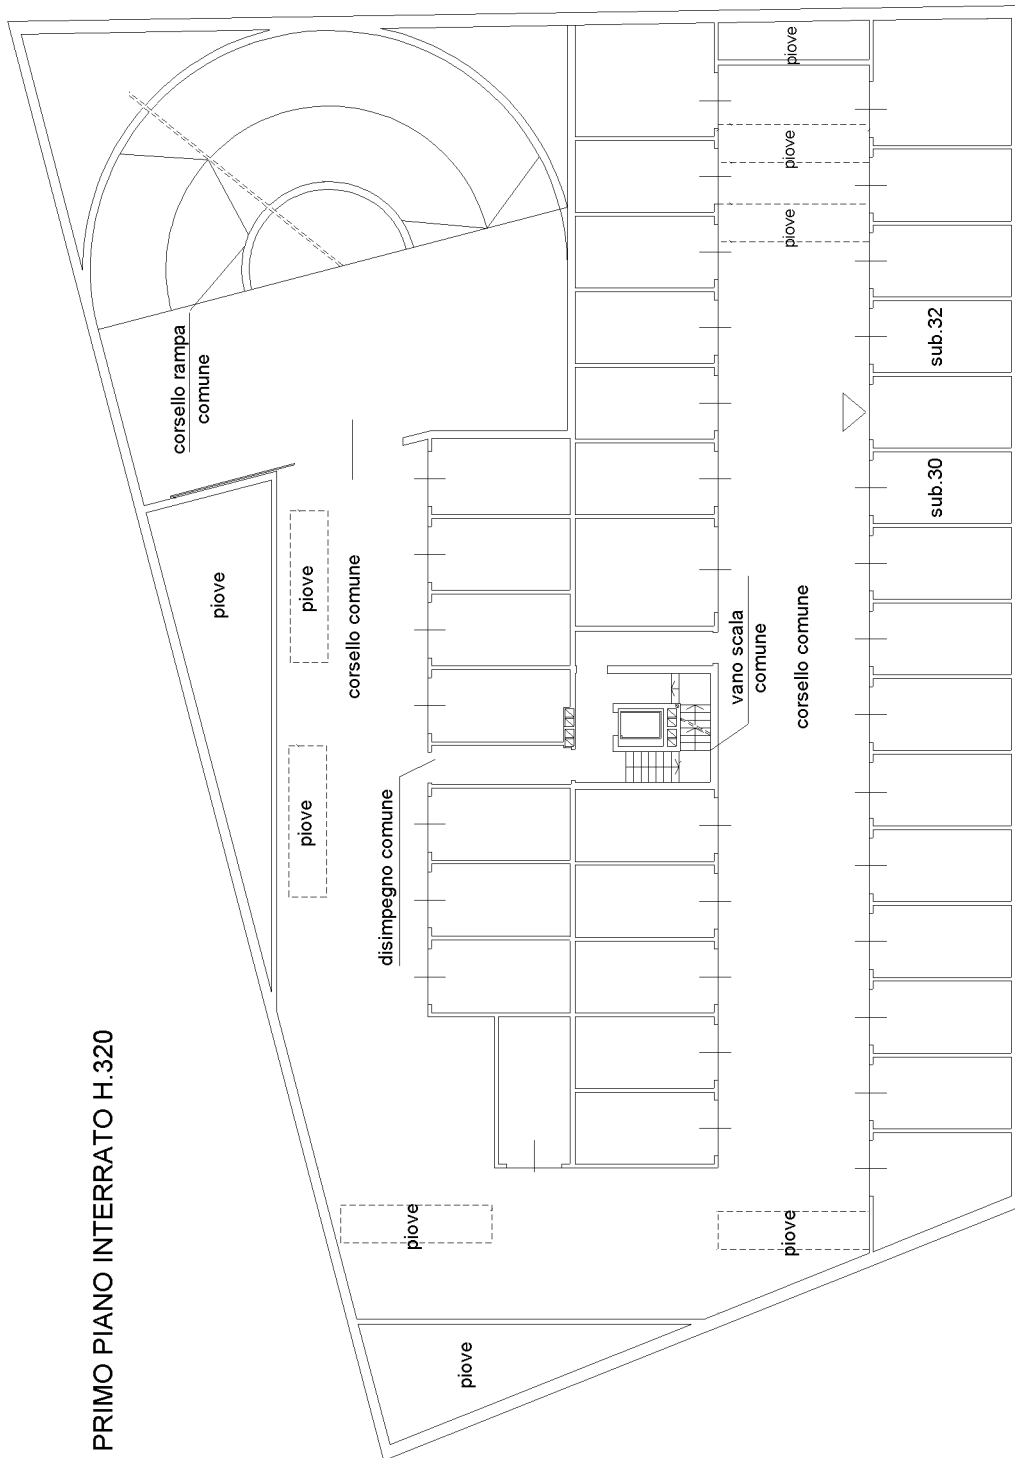 PRIMO PIANO INTERRATO H.320
piove
piove
piove
corsello rampa
comune
sub.32
sub.30
piove
piove
corsello comune
vano scala
comune
corsello comune
piove
disimpegno comune
piove
piove
piove